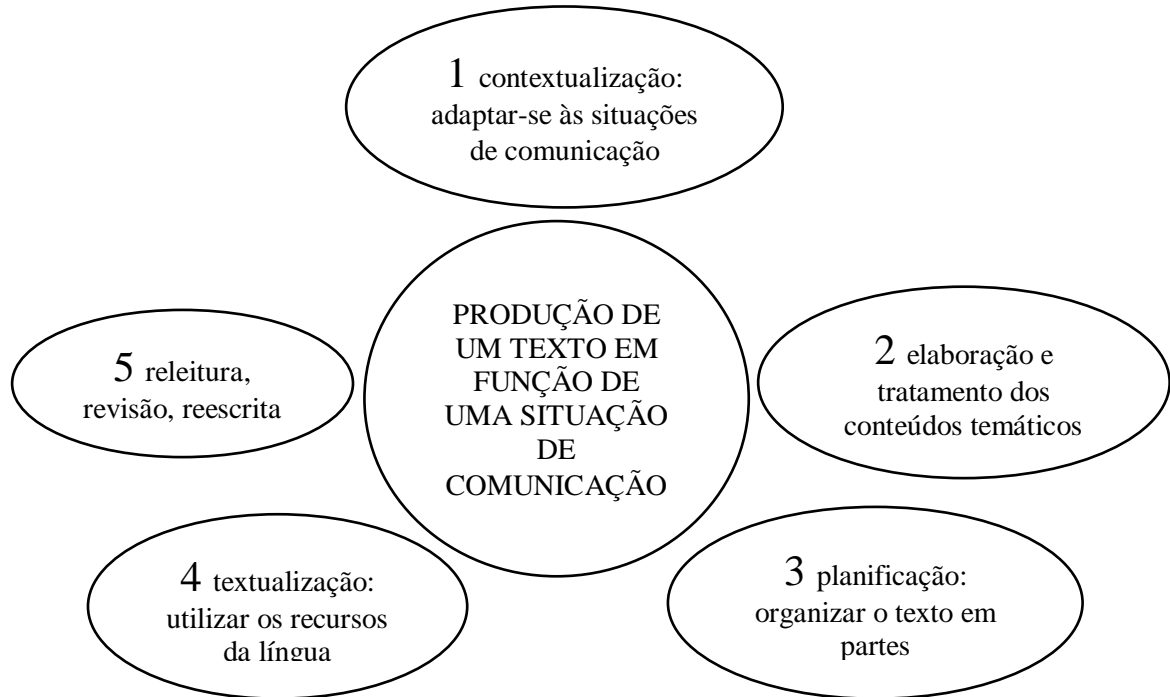 1 contextualização:
adaptar-se às situações
de comunicação
PRODUÇÃO DE
UM TEXTO EM
FUNÇÃO DE
UMA SITUAÇÃO
DE
COMUNICAÇÃO
2 elaboração e
tratamento dos
conteúdos temáticos
3 planificação:
organizar o texto em
partes
4 textualização:
utilizar os recursos
da língua
5 releitura,
revisão, reescrita